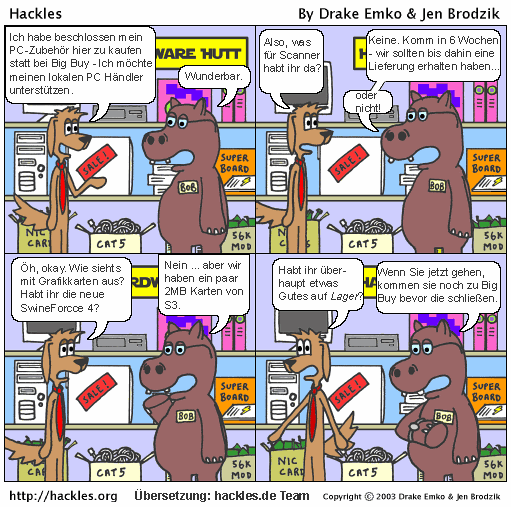 Hackles
By Drake Emko & Jen Brodzik
Ich habe beschlossen mein
PC-Zubehör hier zu kaufen
statt bei Big Buy - Ich möchte
meinen lokalen PC Händler
unterstützen.
WARE HUTT
Wunderbar.
SALE!
SUPER
BOARD
BOB
NIC
CARD
CAT 5
56K
MOD
Also, was
für Scanner
habt ihr da?
H
Keine. Komm in 6 Wochen
- wir sollten bis dahin eine
Lieferung erhalten haben...
oder
nicht!
SALE!
SUPER
BOARD
BOB
NIC
CAR
CAT 5
56K
MOD
Öh, okay. Wie siehts
mit Grafikkarten aus?
Habt ihr die neue
SwineForcce 4?
RDW
Nein ... aber wir
haben ein paar
2MB Karten von
S3.
SALE!
SUPER
BOARD
BOB
CAT 5
56K
MOD
Habt ihr über-
haupt etwas
Gutes auf Lager?
HA
Wenn Sie jetzt gehen,
kommen sie noch zu Big
Buy bevor die schließen.
SALE!
SUPER
BOARD
BOB
NIC
CARD
CAT 5
56K
MOD
http://hackles.org
Übersetzung: hackles.de Team
Copyright © 2003 Drake Emko & Jen Brodzik